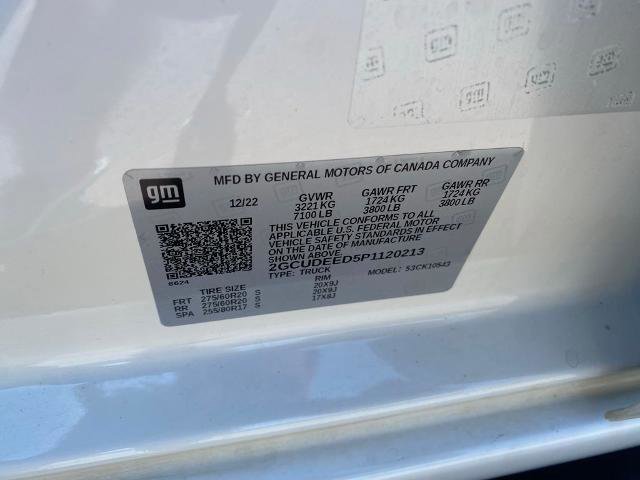 gm
MFD BY GENERAL MOTORS OF CANADA COMPANY
12/22 GVWR GAWR FRT GAWR RR
3221 KG 1724 KG 1724 KG
7100 LB 3800 LB 3800 LB
THIS VEHICLE CONFORMS TO ALL
APPLICABLE U.S. FEDERAL MOTOR
VEHICLE SAFETY STANDARDS IN EFFECT
ON THE DATE OF MANUFACTURE
SHOWN ABOVE
2GCUDEED5P1120213
TYPE: TRUCK MODEL: 53CK10543
6624
TIRE SIZE RIM
FRT 275/60R20 S 20X9J
RR 275/60R20 S 20X9J
SPA 255/80R17 S 17X8J